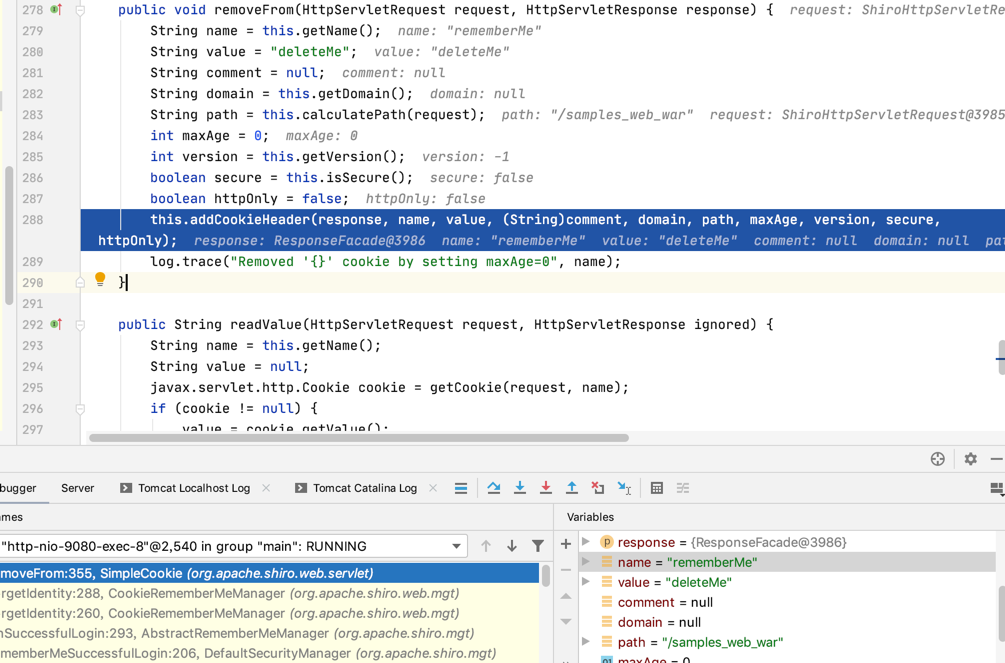 278 public void removeFrom(HttpServletRequest request, HttpServletResponse response) { request: ShiroHttpServletRe
279 String name = this.getName(); name: "rememberMe"
280 String value = "deleteMe"; value: "deleteMe"
281 String comment = null; comment: null
282 String domain = this.getDomain(); domain: null
283 String path = this.calculatePath(request); path: "/samples_web_war" request: ShiroHttpServletRequest@3985
284 int maxAge = 0; maxAge: 0
285 int version = this.getVersion(); version: -1
286 boolean secure = this.isSecure(); secure: false
287 boolean httpOnly = false; httpOnly: false
288 this.addCookieHeader(response, name, value, (String)comment, domain, path, maxAge, version, secure,
httpOnly); response: ResponseFacade@3986 name: "rememberMe" value: "deleteMe" comment: null domain: null pat
289 log.trace("Removed '{}' cookie by setting maxAge=0", name);
290 }
291
292 public String readValue(HttpServletRequest request, HttpServletResponse ignored) {
293 String name = this.getName();
294 String value = null;
295 javax.servlet.http.Cookie cookie = getCookie(request, name);
296 if (cookie != null) {
297 value = cookie.getValue();
bugger Server Tomcat Localhost Log Tomcat Catalina Log
mes Variables
"http-nio-9080-exec-8"@2,540 in group "main": RUNNING
moveFrom:355, SimpleCookie (org.apache.shiro.web.servlet)
rgetIdentity:288, CookieRememberMeManager (org.apache.shiro.web.mgt)
rgetIdentity:260, CookieRememberMeManager (org.apache.shiro.web.mgt)
nSuccessfulLogin:293, AbstractRememberMeManager (org.apache.shiro.mgt)
memberMeSuccessfulLogin:206, DefaultSecurityManager (org.apache.shiro.mgt)
response = {ResponseFacade@3986}
name = "rememberMe"
value = "deleteMe"
comment = null
domain = null
path = "/samples_web_war"
maxAge = 0